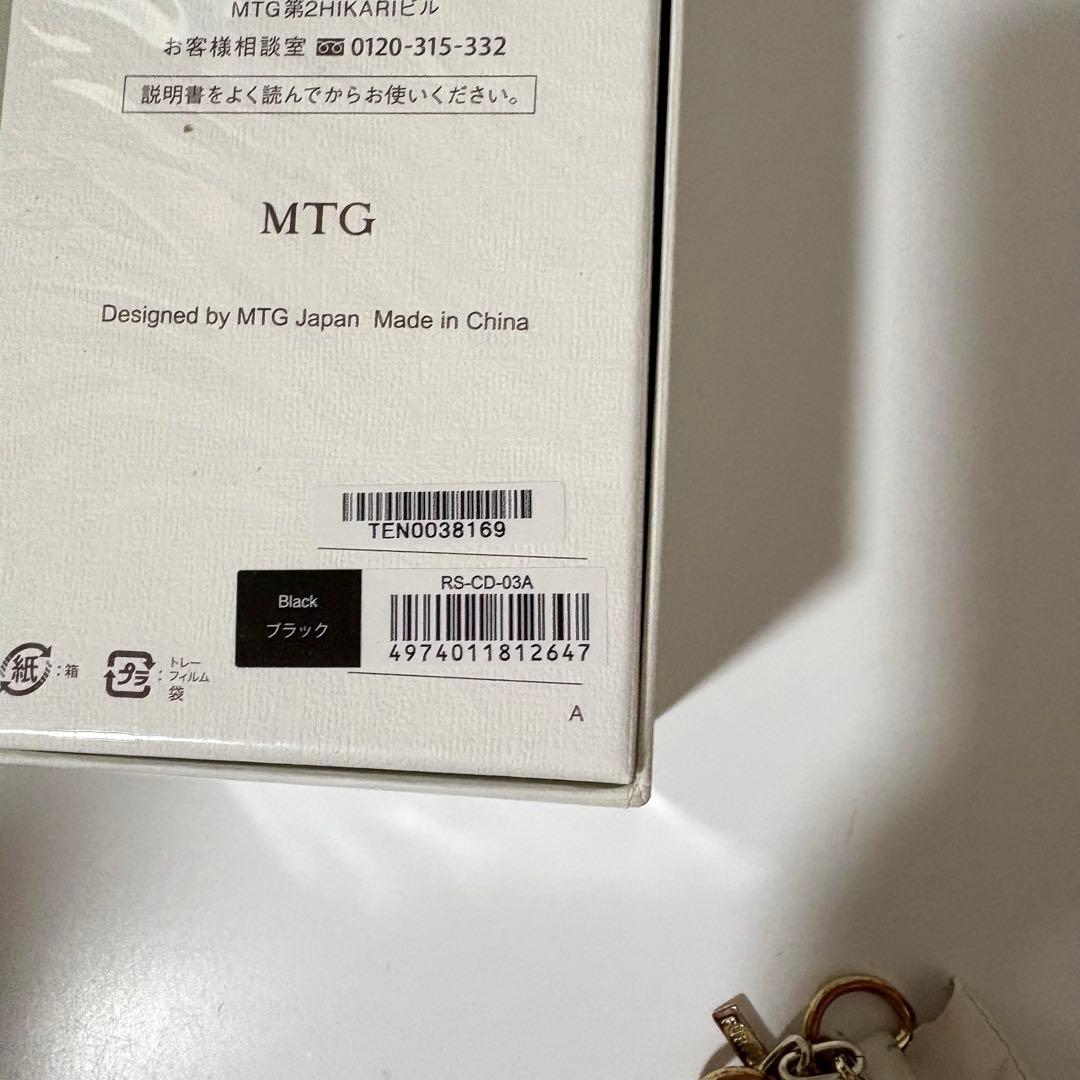 MTG第2HIKARIビル
お客様相談室 0120-315-332
説明書をよく読んでからお使いください。
MTG
Designed by MTG Japan Made in China
TEN0038169
RS-CD-03A
Black
ブラック
4974011812647
紙 : 箱
プラ : トレー
フィルム
袋
A